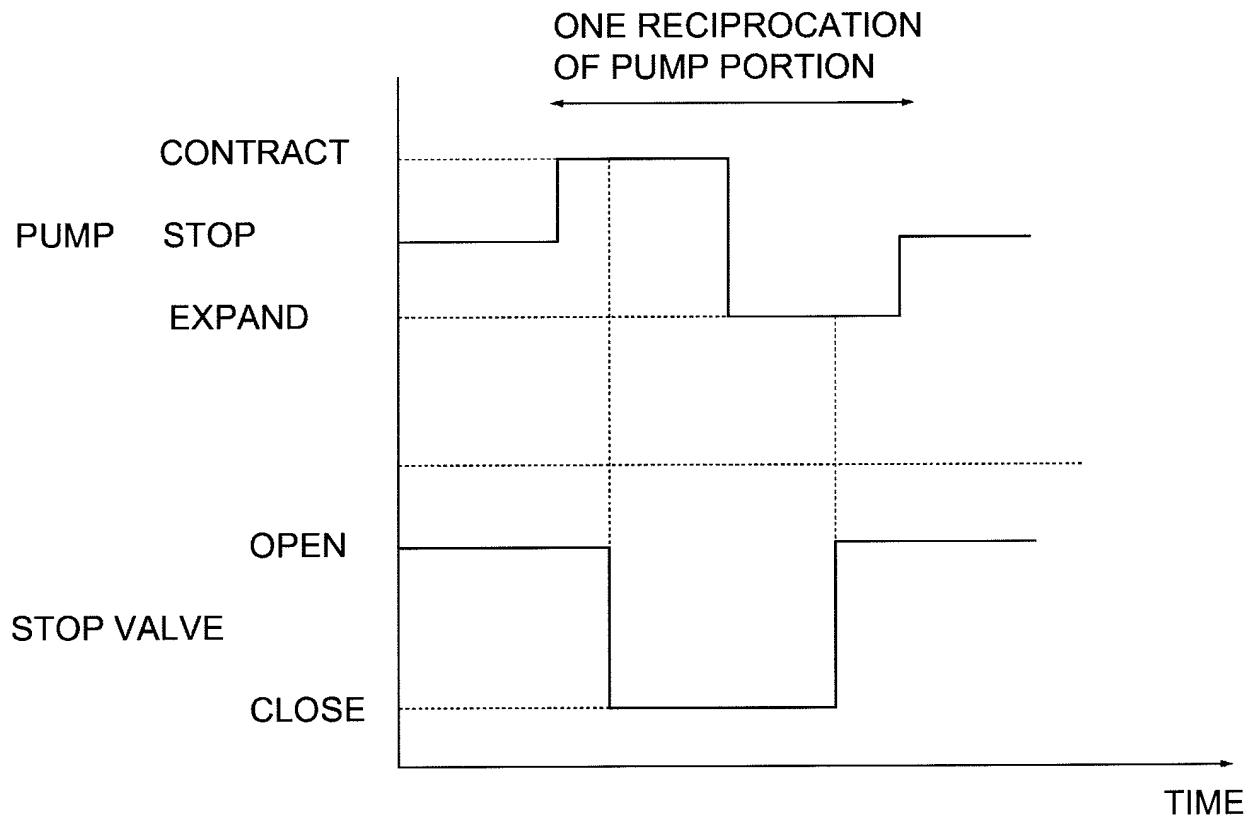 ONE RECIPROCATION
OF PUMP PORTION
CONTRACT
PUMP STOP
EXPAND
OPEN
STOP VALVE
CLOSE
TIME